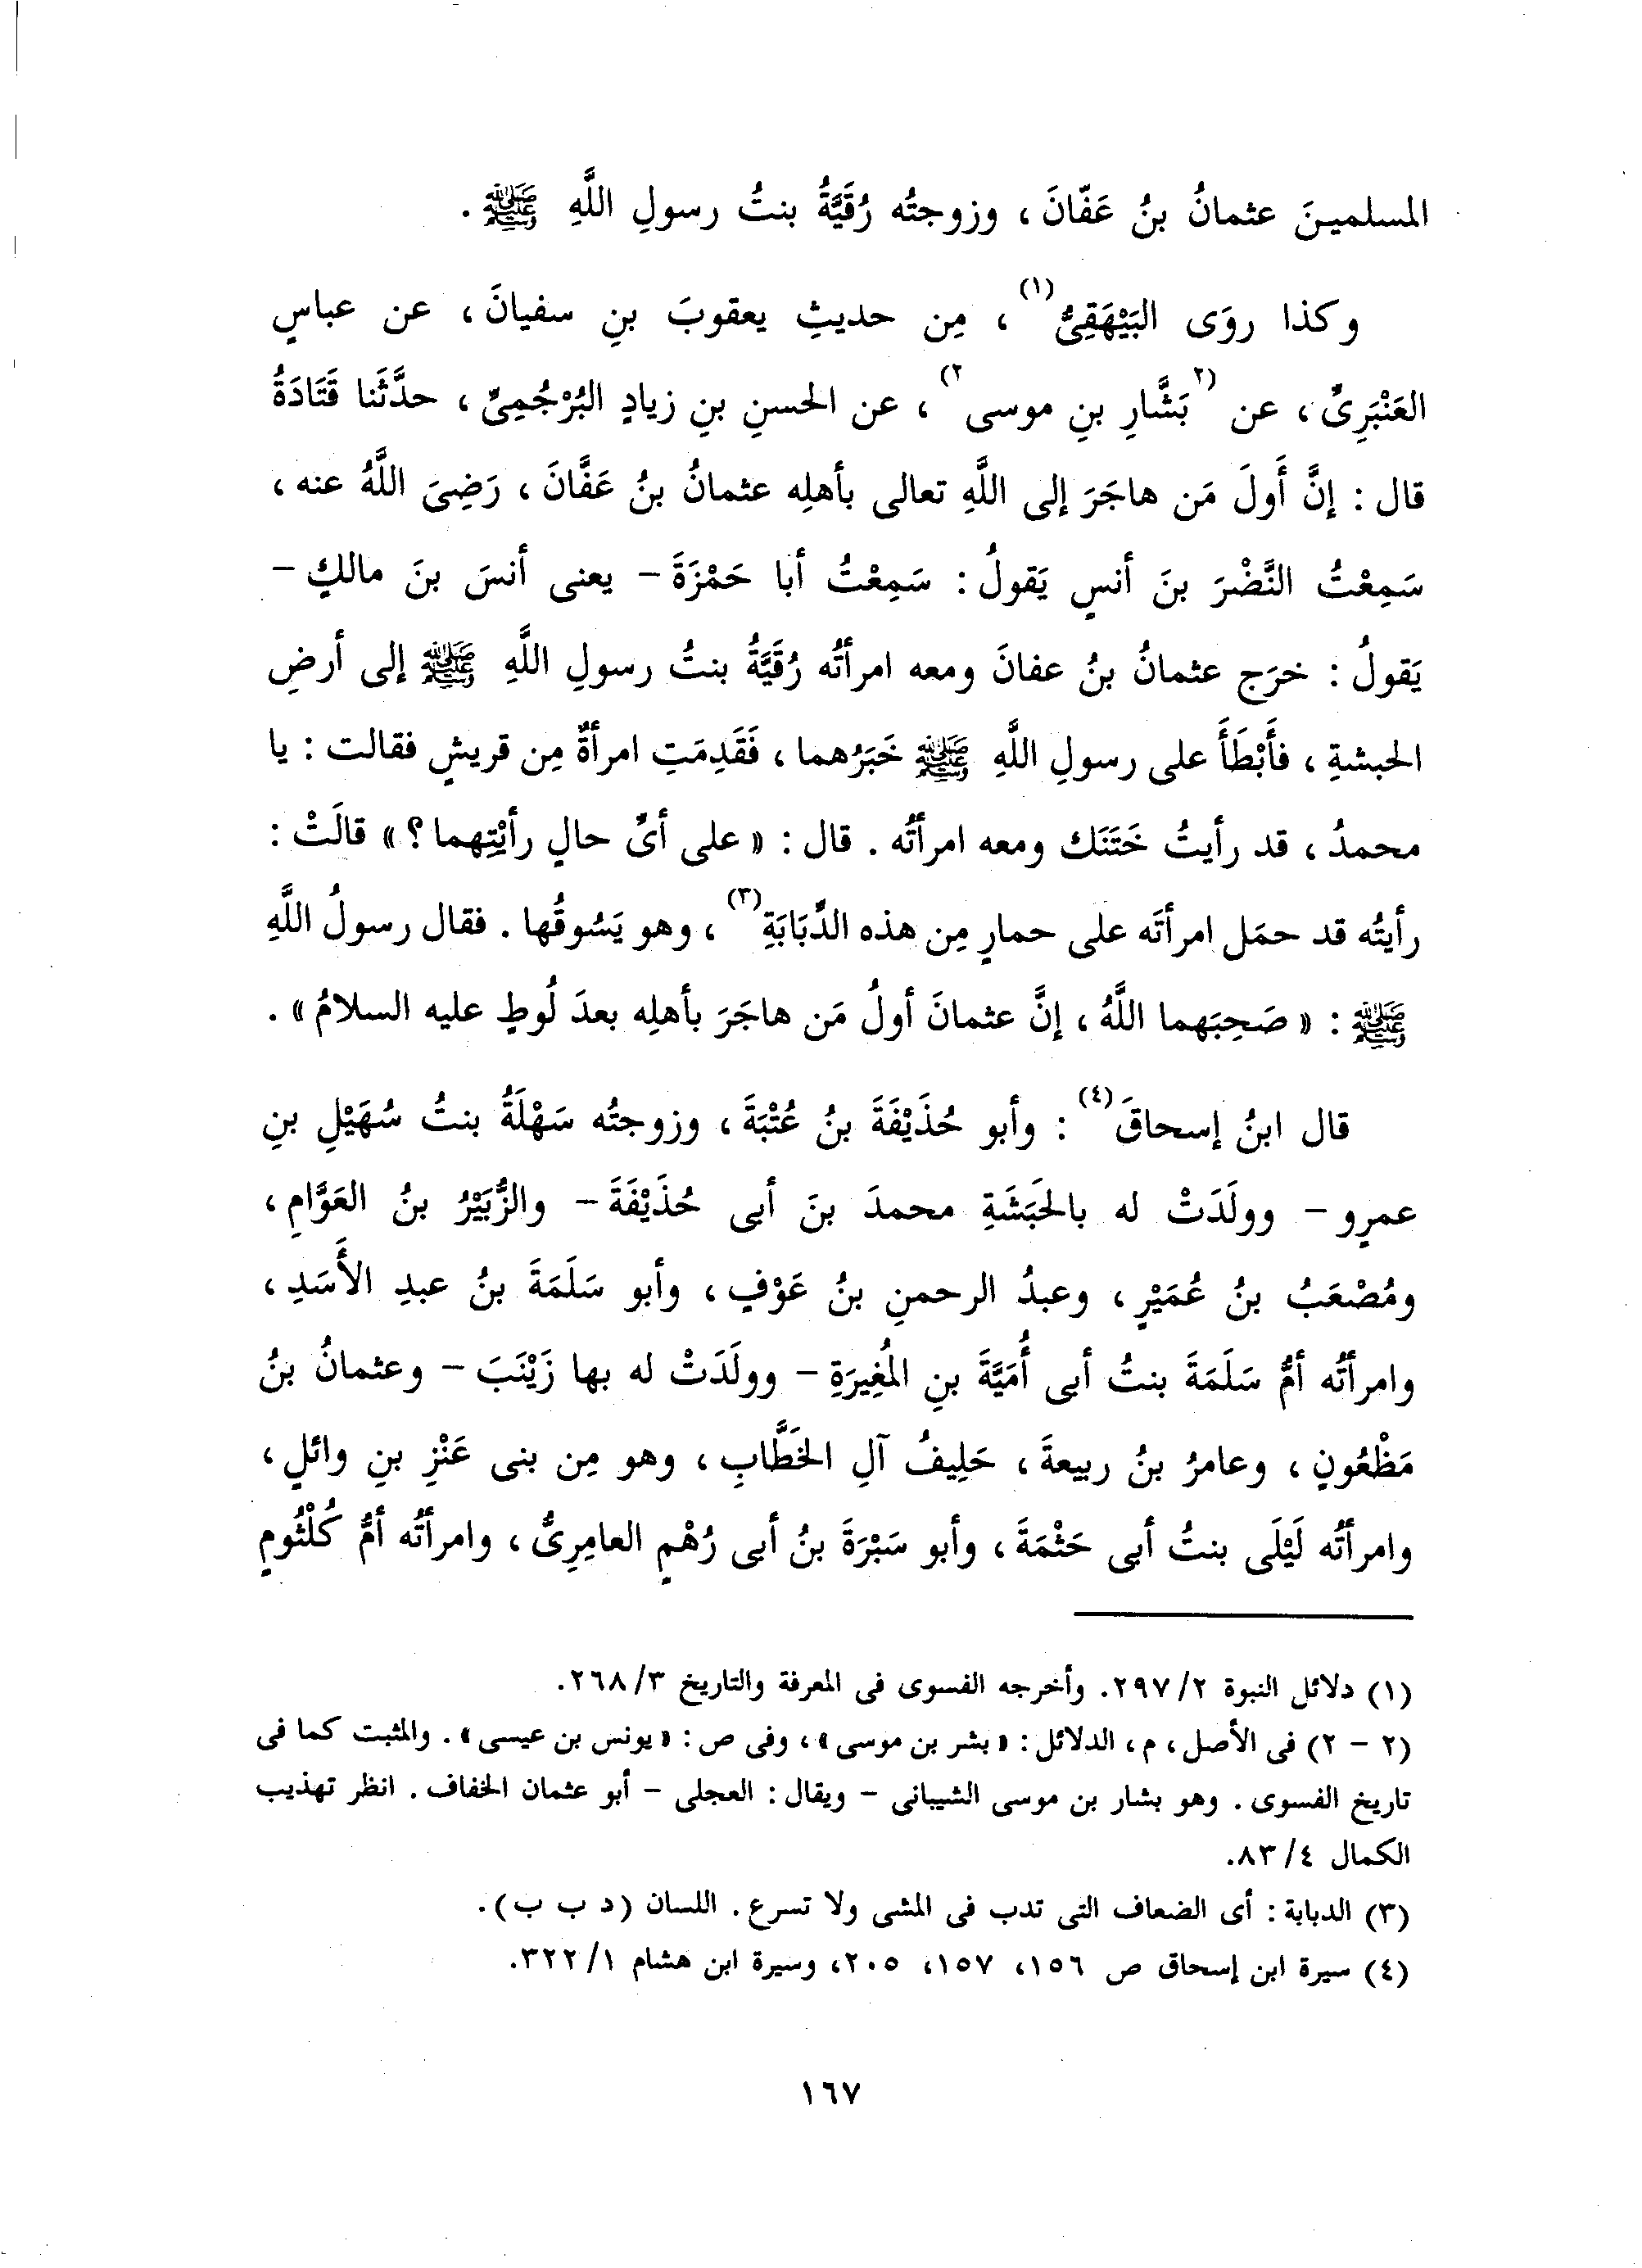 المسلمينَ عثمانُ بنُ عَفّانَ ، وزوجتُه رُقَيَّةُ بنتُ رسولِ اللَّهِ ﷺ .
وكذا روَى البَيْهَقِىُّ(١) ، مِن حديثِ يعقوبَ بنِ سفيانَ ، عن عباسٍ
العَنْبَرِىِّ ، عن (٢بَشَّارِ بنِ موسى٢) ، عن الحسنِ بنِ زيادٍ البُرْجُمِىِّ ، حدَّثَنا قَتَادَةُ
قال : إنَّ أَولَ مَن هاجَرَ إلى اللَّهِ تعالى بأهلِه عثمانُ بنُ عَفَّانَ ، رَضِىَ اللَّهُ عنه ،
سَمِعْتُ النَّضْرَ بنَ أنسٍ يَقولُ : سَمِعْتُ أبا حَمْزَةَ - يعنى أنسَ بنَ مالكٍ -
يَقولُ : خرَج عثمانُ بنُ عفانَ ومعه امرأتُه رُقَيَّةُ بنتُ رسولِ اللَّهِ ﷺ إلى أرضِ
الحبشةِ ، فأَبْطَأَ على رسولِ اللَّهِ ﷺ خَبَرُهما ، فَقَدِمَتِ امرأةٌ مِن قريشٍ فقالت : يا
محمدُ ، قد رأيتُ خَتَنَك ومعه امرأتُه . قال : « على أىِّ حالٍ رأيْتِهما ؟ » قالَتْ :
رأيتُه قد حمَل امرأتَه على حمارٍ مِن هذه الدِّبَابَةِ(٣) ، وهو يَسُوقُها . فقال رسولُ اللَّهِ
ﷺ : « صَحِبَهما اللَّهُ ، إنَّ عثمانَ أولُ مَن هاجَرَ بأهلِه بعدَ لُوطٍ عليه السلامُ » .
قال ابنُ إسحاقَ(٤) : وأبو حُذَيْفَةَ بنُ عُتْبَةَ ، وزوجتُه سَهْلَةُ بنتُ سُهَيْلِ بنِ
عمرٍو - وولَدَتْ له بالحَبَشَةِ محمدَ بنَ أبى حُذَيْفَةَ - والزُّبَيْرُ بنُ العَوَّامِ ،
ومُصْعَبُ بنُ عُمَيْرٍ ، وعبدُ الرحمنِ بنُ عَوْفٍ ، وأبو سَلَمَةَ بنُ عبدِ الأَسَدِ ،
وامرأتُه أمُّ سَلَمَةَ بنتُ أبى أُمَيَّةَ بنِ المُغِيرَةِ - وولَدَتْ له بها زَيْنَبَ - وعثمانُ بنُ
مَظْعُونٍ ، وعامرُ بنُ ربيعةَ ، حَلِيفُ آلِ الخَطَّابِ ، وهو مِن بنى عَنْزِ بنِ وائلٍ ،
وامرأتُه لَيْلَى بنتُ أبى حَثْمَةَ ، وأبو سَبْرَةَ بنُ أبى رُهْمٍ العامِرِىُّ ، وامرأتُه أمُّ كُلْثُومٍ
(١) دلائل النبوة ٢/ ٢٩٧. وأخرجه الفسوى فى المعرفة والتاريخ ٣/ ٢٦٨.
(٢ - ٢) فى الأصل ، م ، الدلائل : « بشر بن موسى » ، وفى ص : « يونس بن عيسى » . والمثبت كما فى
تاريخ الفسوى . وهو بشار بن موسى الشيبانى - ويقال : العجلى - أبو عثمان الخفاف . انظر تهذيب
الكمال ٤/ ٨٣.
(٣) الدبابة : أى الضعاف التى تدب فى المشى ولا تسرع . اللسان (د ب ب) .
(٤) سيرة ابن إسحاق ص ١٥٦، ١٥٧، ٢٠٥، وسيرة ابن هشام ١/ ٣٢٢.
١٦٧